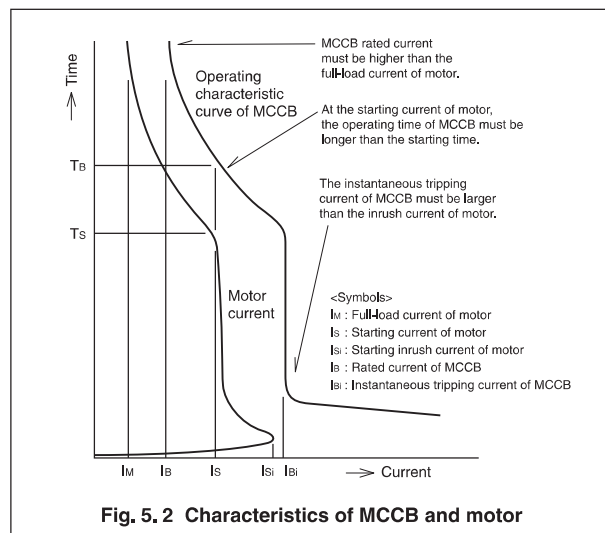 MCCB rated current
must be higher than the
full-load current of motor.
Operating
characteristic
curve of MCCB
At the starting current of motor,
the operating time of MCCB must be
longer than the starting time.
The instantaneous tripping
current of MCCB must be larger
than the inrush current of motor.
Time
TB
TS
Motor
current
<Symbols>
IM : Full-load current of motor
IS : Starting current of motor
ISi : Starting inrush current of motor
IB : Rated current of MCCB
IBi : Instantaneous tripping current of MCCB
IM IB IS ISi IBi Current
Fig. 5. 2 Characteristics of MCCB and motor